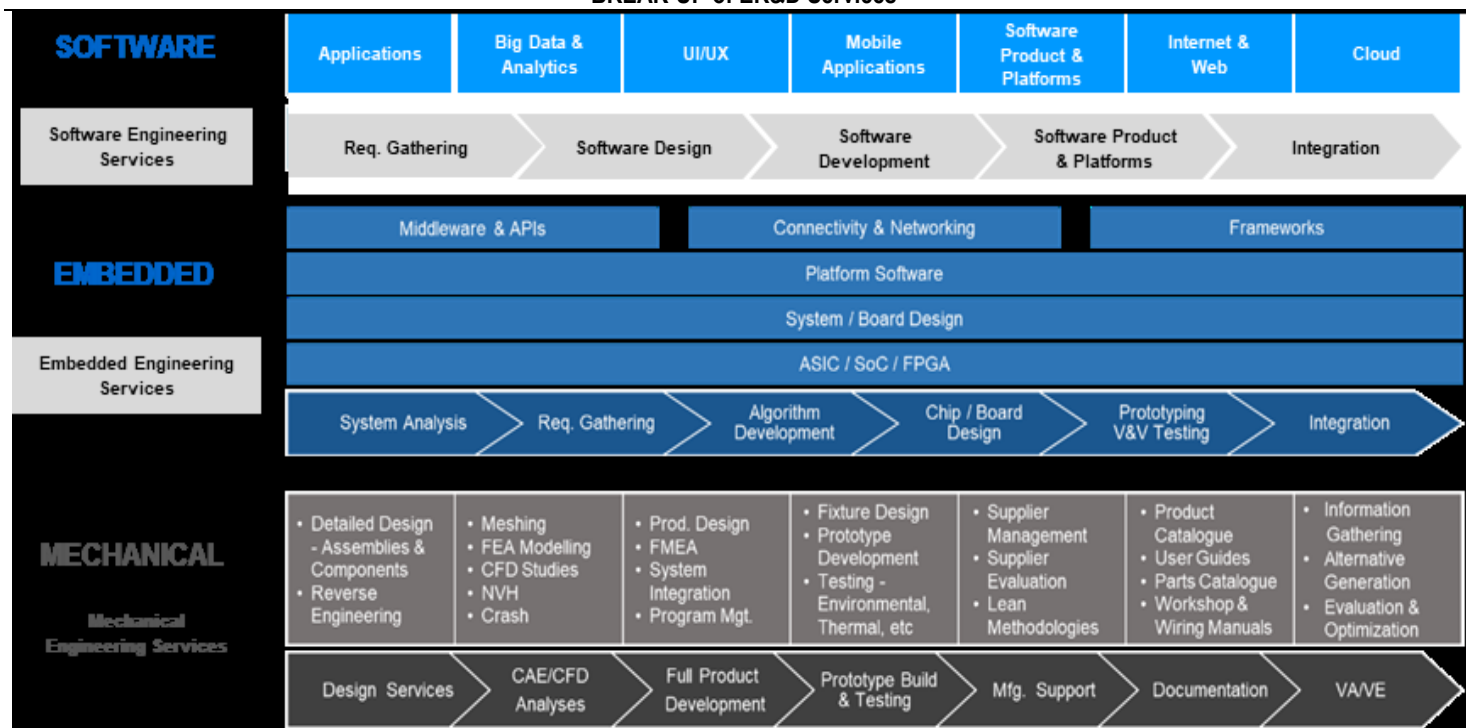 BREAK UP of ER&D Services
SOFTWARE
Applications
Big Data &
Analytics
UI/UX
Mobile
Applications
Software
Product &
Platforms
Internet &
Web
Cloud
Software Engineering
Services
Req. Gathering
Software Design
Software
Development
Software Product
& Platforms
Integration
EMBEDDED
Middleware & APIs
Connectivity & Networking
Frameworks
Platform Software
System / Board Design
ASIC / SoC / FPGA
Embedded Engineering
Services
System Analysis
Req. Gathering
Algorithm
Development
Chip / Board
Design
Prototyping
V&V Testing
Integration
MECHANICAL
Mechanical
Engineering Services
• Detailed Design
- Assemblies &
Components
• Reverse
Engineering
• Meshing
• FEA Modelling
• CFD Studies
• NVH
• Crash
• Prod. Design
• FMEA
• System
Integration
• Program Mgt.
• Fixture Design
• Prototype
Development
• Testing -
Environmental,
Thermal, etc
• Supplier
Management
• Supplier
Evaluation
• Lean
Methodologies
• Product
Catalogue
• User Guides
• Parts Catalogue
• Workshop &
Wiring Manuals
• Information
Gathering
• Alternative
Generation
• Evaluation &
Optimization
Design Services
CAE/CFD
Analyses
Full Product
Development
Prototype Build
& Testing
Mfg. Support
Documentation
VA/VE